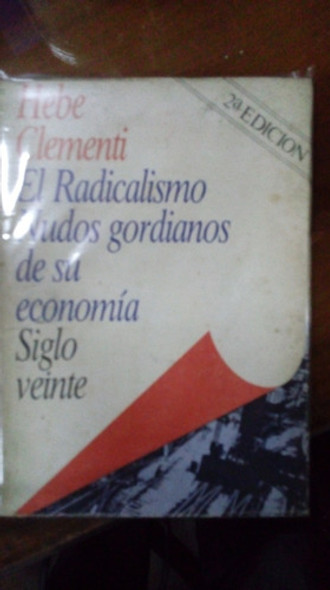 Hebe
Clementi
El Radicalismo
Nudos gordianos
de su
economía
Siglo
veinte
2ª EDICION